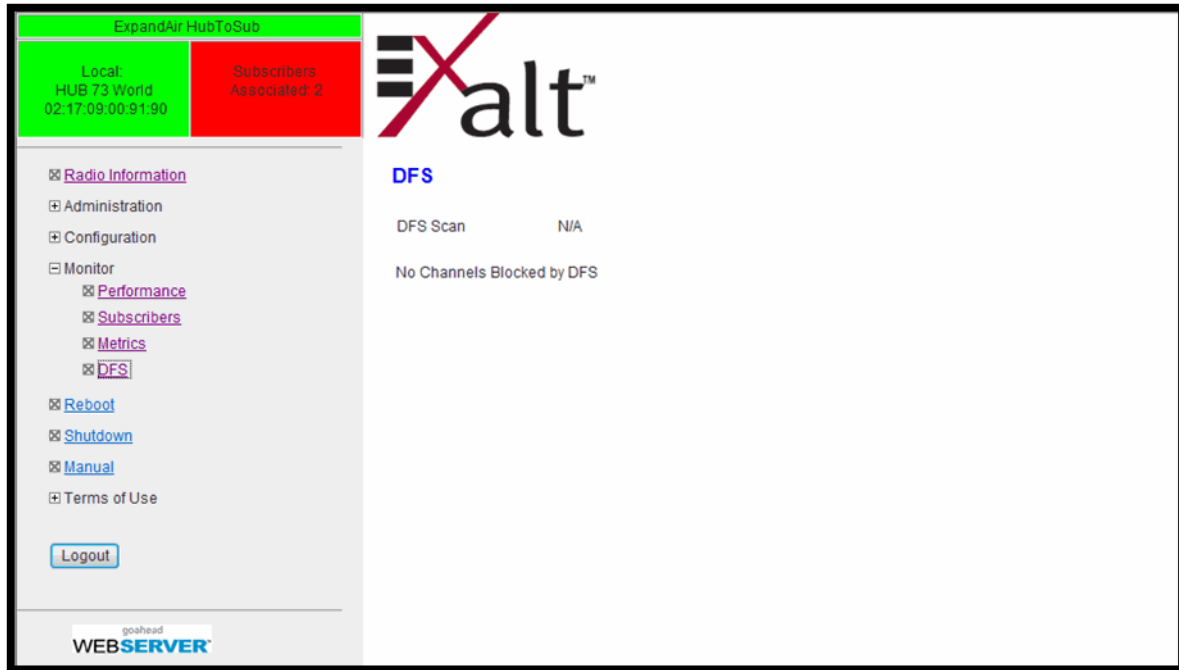 ExpandAir HubToSub
Local:
HUB 73 World
02:17:09:00:91:90
Subscribers
Associated: 2
EXalt™
Radio Information
Administration
Configuration
Monitor
Performance
Subscribers
Metrics
DFS
Reboot
Shutdown
Manual
Terms of Use
Logout
goahead
WEBSERVER™
DFS
DFS Scan N/A
No Channels Blocked by DFS